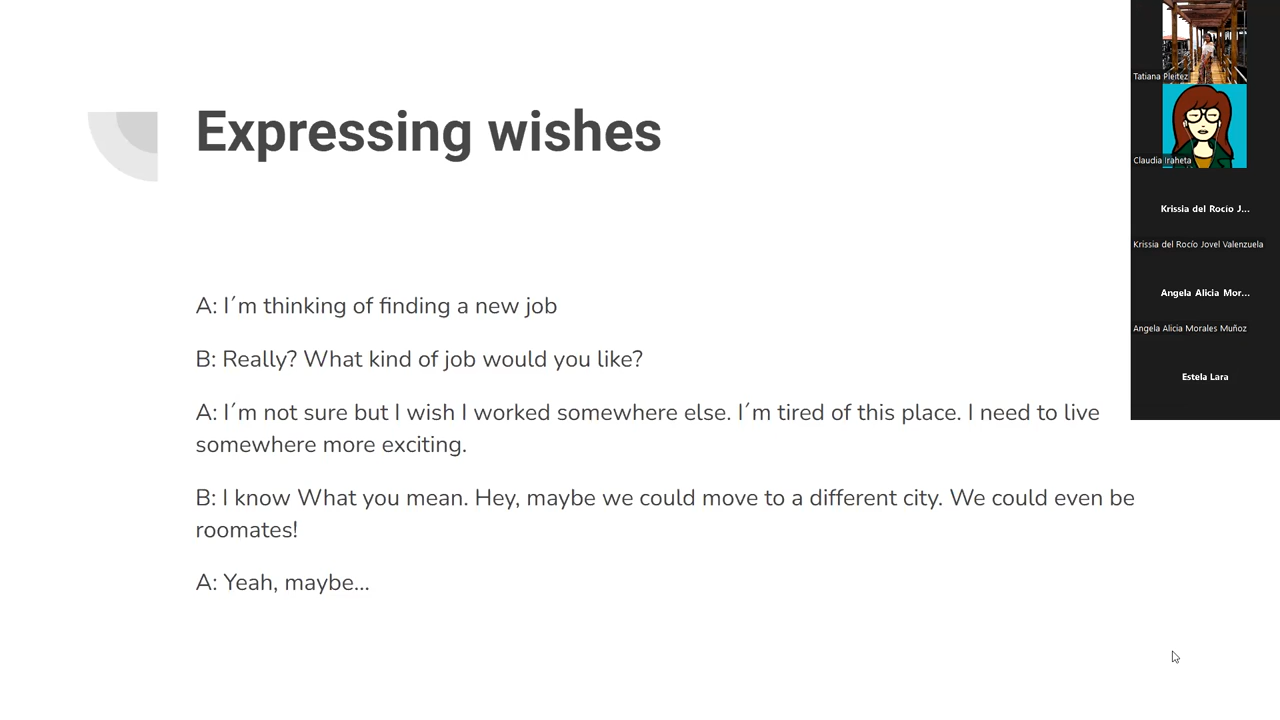 Expressing wishes
A: I´m thinking of finding a new job
B: Really? What kind of job would you like?
A: I´m not sure but I wish I worked somewhere else. I´m tired of this place. I need to live
somewhere more exciting.
B: I know What you mean. Hey, maybe we could move to a different city. We could even be
roomates!
A: Yeah, maybe...
Tatiana Pleitez
Claudia Iraheta
Krissia del Rocio J...
Krissia del Rocío Jovel Valenzuela
Angela Alicia Mor...
Angela Alicia Morales Muñoz
Estela Lara